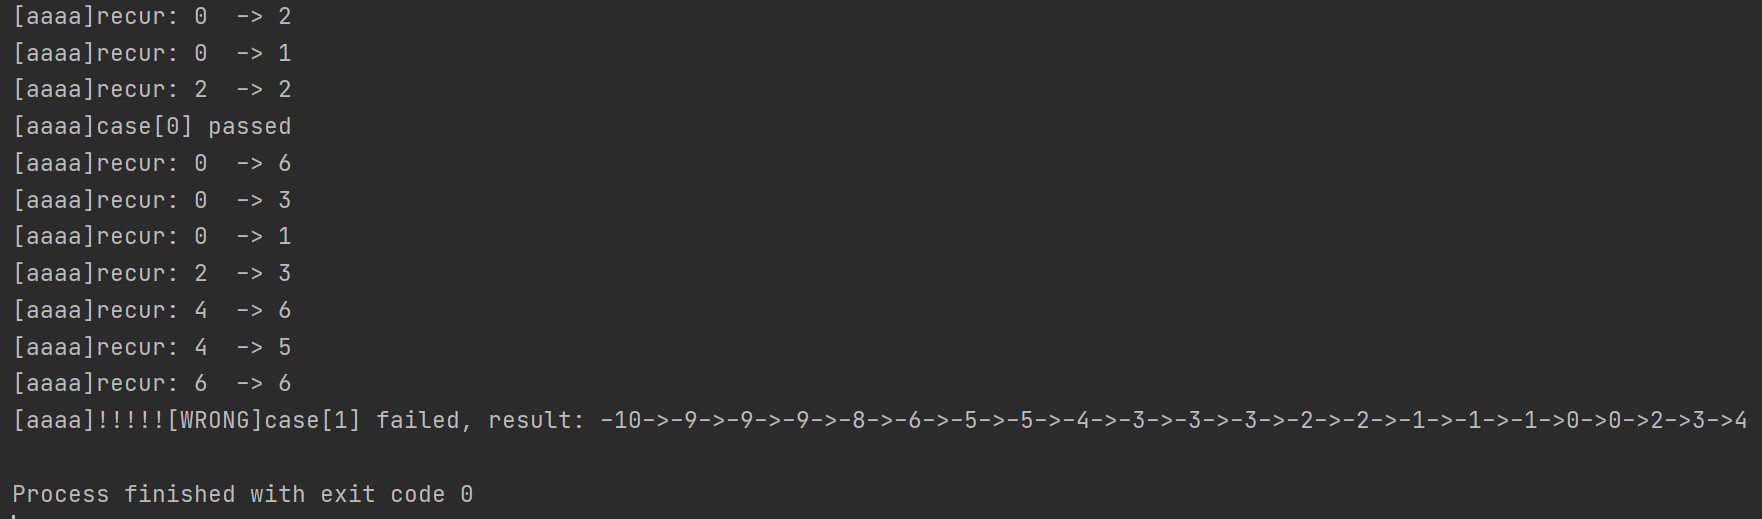 [aaaa]recur: 0  -> 2
[aaaa]recur: 0  -> 1
[aaaa]recur: 2  -> 2
[aaaa]case[0] passed
[aaaa]recur: 0  -> 6
[aaaa]recur: 0  -> 3
[aaaa]recur: 0  -> 1
[aaaa]recur: 2  -> 3
[aaaa]recur: 4  -> 6
[aaaa]recur: 4  -> 5
[aaaa]recur: 6  -> 6
[aaaa]!!!!![WRONG]case[1] failed, result: -10->-9->-9->-9->-8->-6->-5->-5->-4->-3->-3->-3->-2->-2->-1->-1->-1->0->0->2->3->4
Process finished with exit code 0